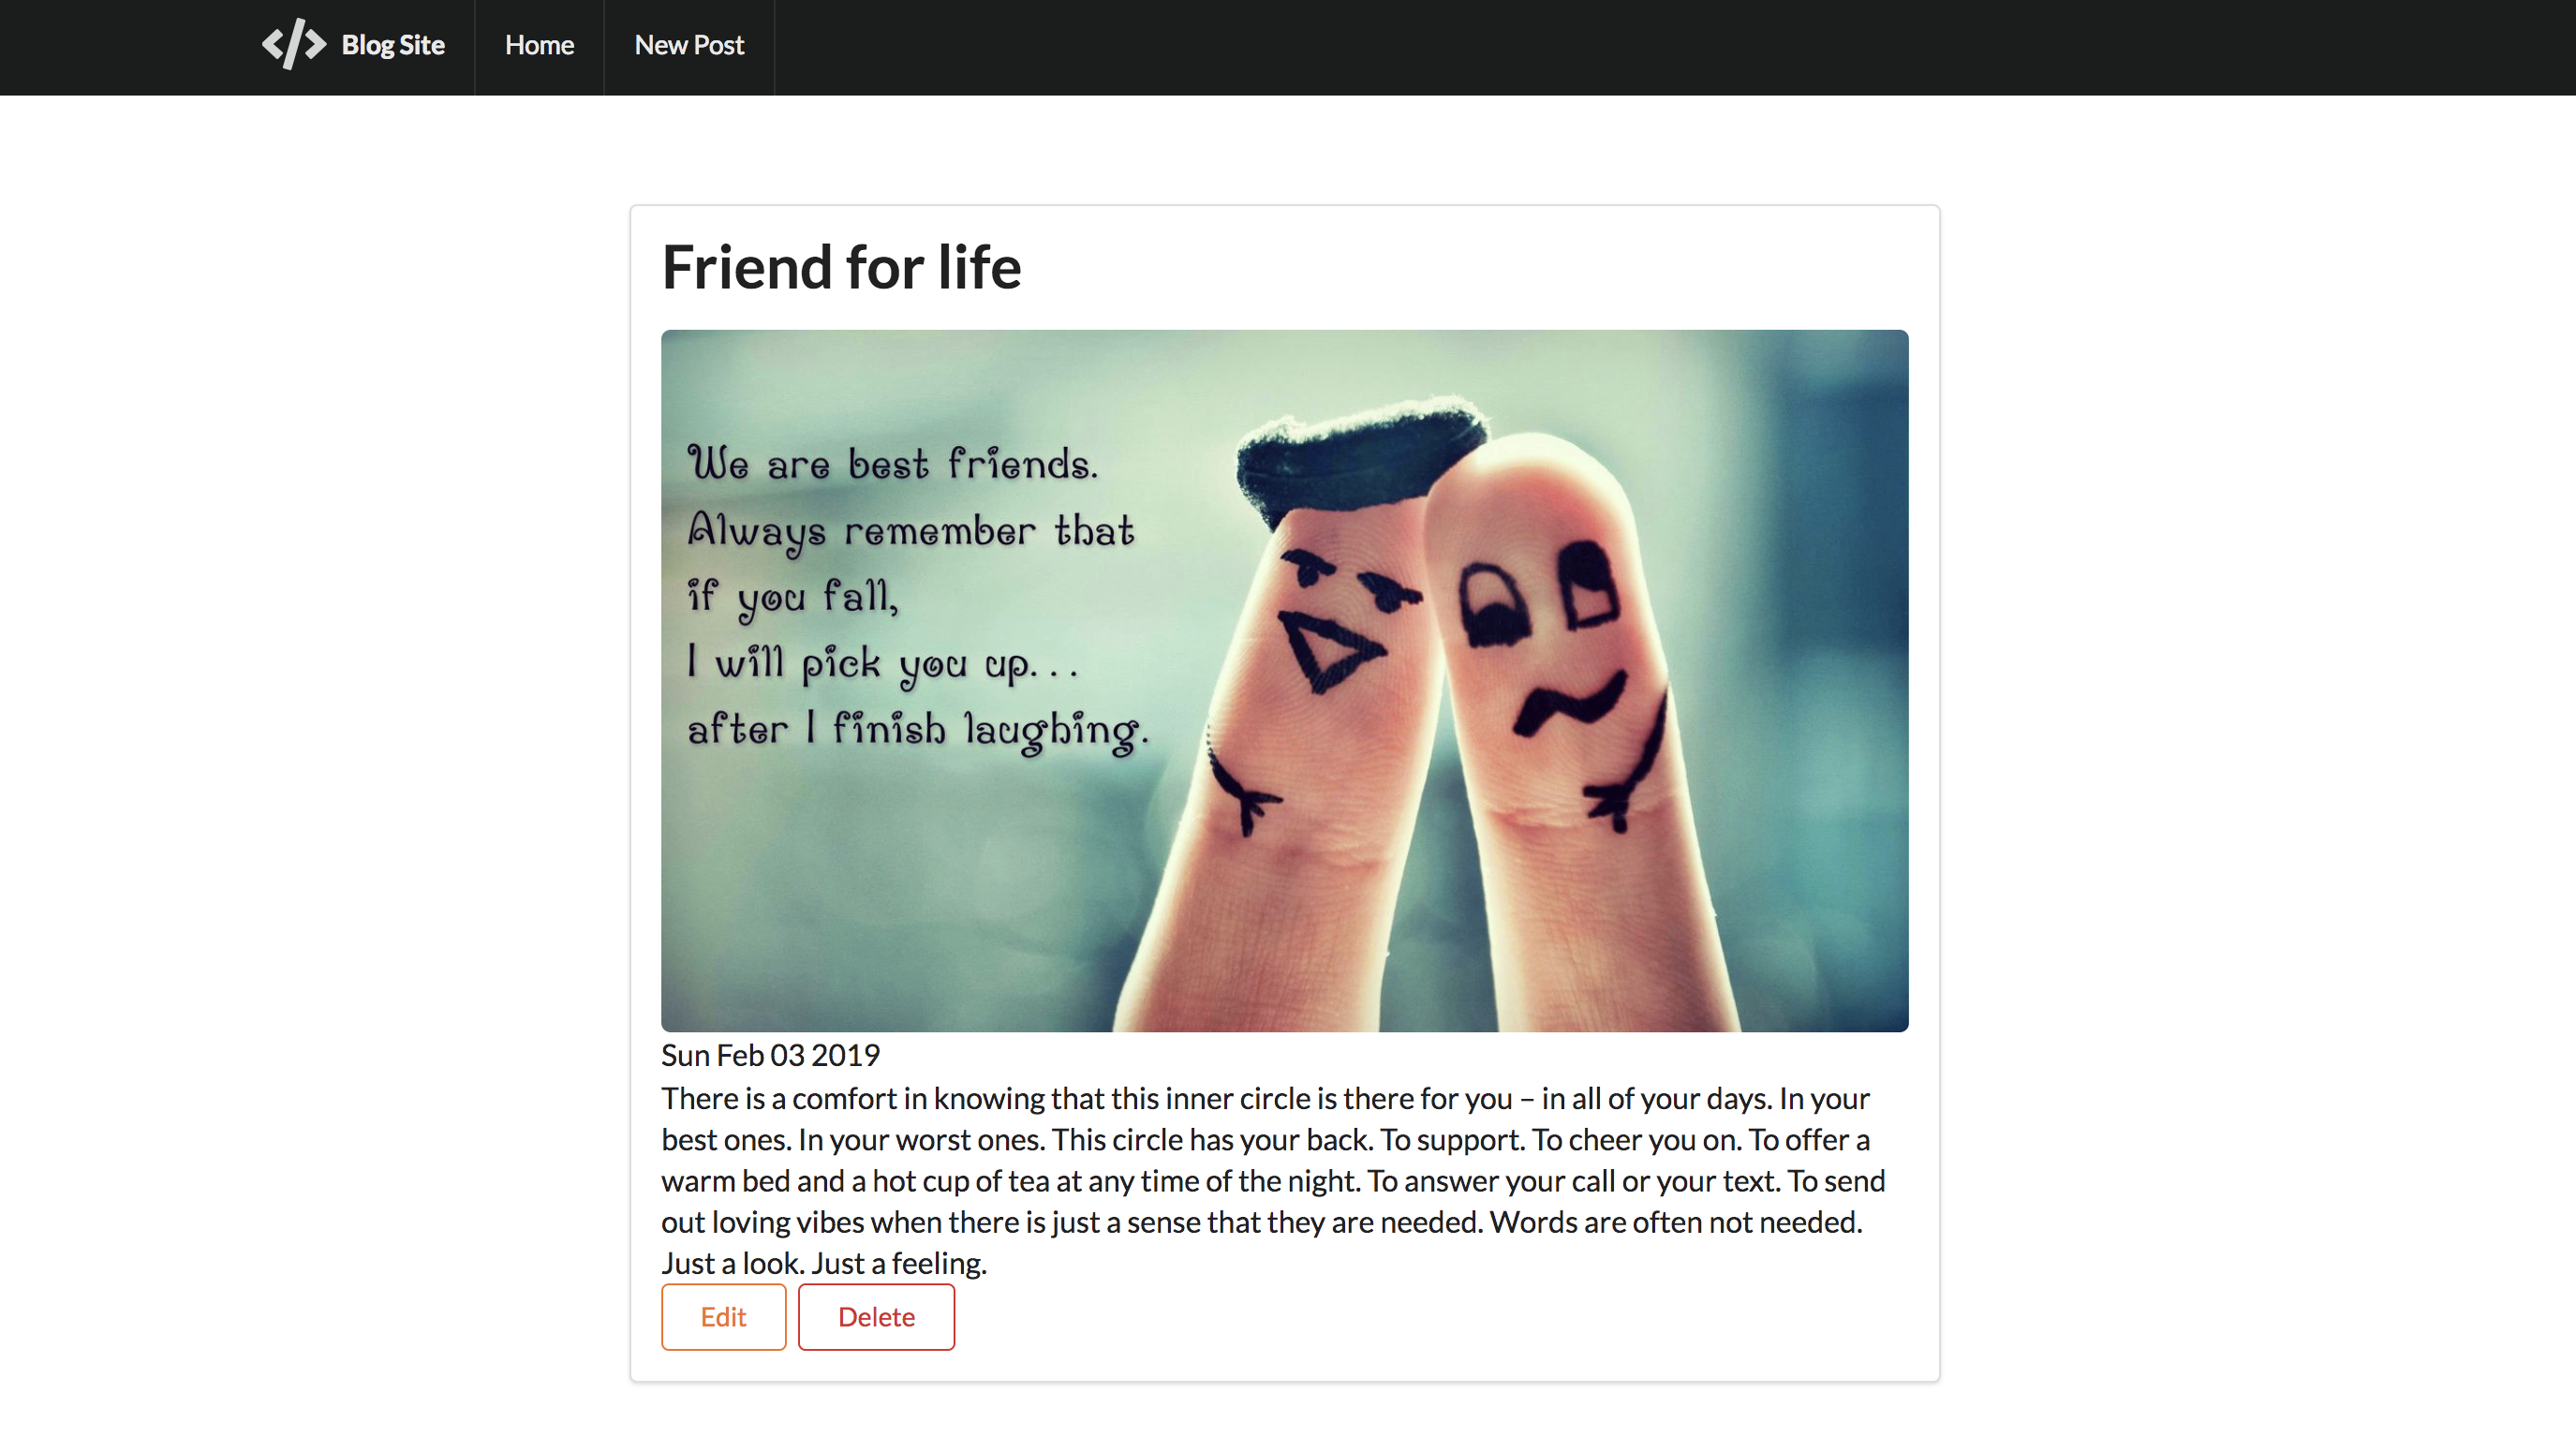 Blog Site
Home
New Post
Friend for life
We are best friends.
Always remember that
if you fall,
I will pick you up. . .
after I finish laughing.
Sun Feb 03 2019
There is a comfort in knowing that this inner circle is there for you – in all of your days. In your
best ones. In your worst ones. This circle has your back. To support. To cheer you on. To offer a
warm bed and a hot cup of tea at any time of the night. To answer your call or your text. To send
out loving vibes when there is just a sense that they are needed. Words are often not needed.
Just a look. Just a feeling.
Edit
Delete